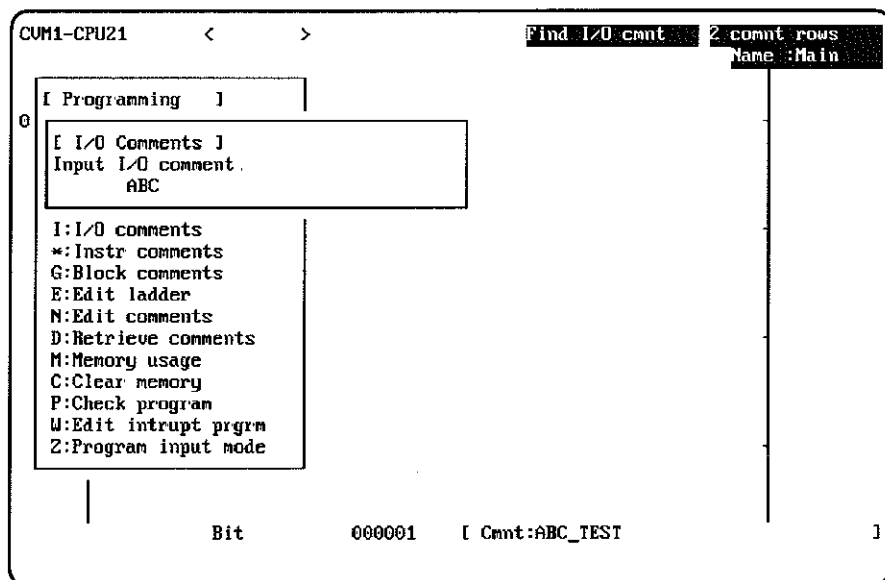 CVM1-CPU21 < > Find I/O cmnt 2 comnt rows
Name :Main
[ Programming ]
0
[ I/O Comments ]
Input I/O comment.
ABC
I:I/O comments
*:Instr comments
G:Block comments
E:Edit ladder
N:Edit comments
D:Retrieve comments
M:Memory usage
C:Clear memory
P:Check program
W:Edit intrupt prgrm
Z:Program input mode
Bit 000001 [ Cmnt:ABC_TEST ]